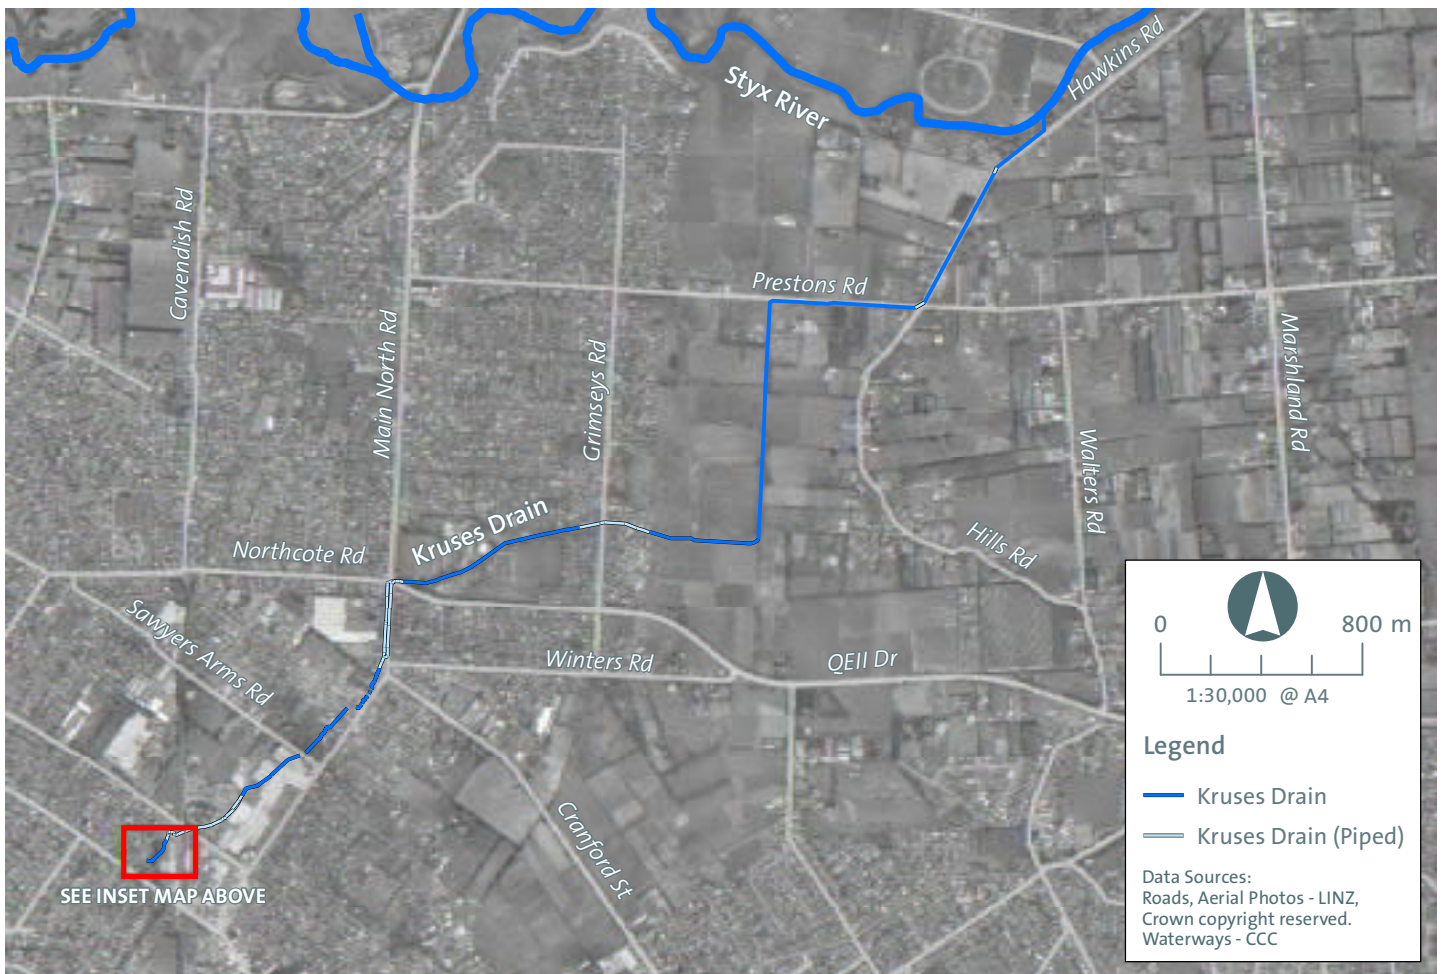 Hawkins Rd
Styx River
Cavendish Rd
Prestons Rd
Main North Rd
Grimseys Rd
Marshland Rd
Walters Rd
Kruses Drain
Northcote Rd
Hills Rd
Sawyers Arms Rd
Winters Rd
QEII Dr
Cranford St
SEE INSET MAP ABOVE
0 800 m
1:30,000 @ A4
Legend
Kruses Drain
Kruses Drain (Piped)
Data Sources:
Roads, Aerial Photos - LINZ,
Crown copyright reserved.
Waterways - CCC